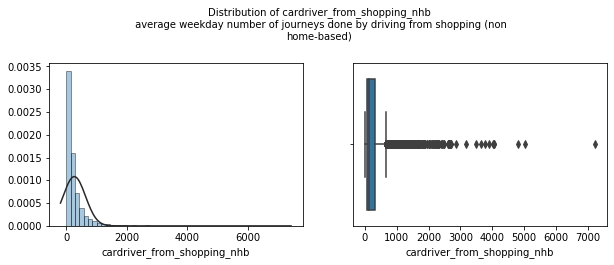 Distribution of cardriver_from_shopping_nhb
average weekday number of journeys done by driving from shopping (non
home-based)
0.0035
0.0030
0.0025
0.0020
0.0015
0.0010
0.0005
0.0000
0 2000 4000 6000
cardriver_from_shopping_nhb
0 1000 2000 3000 4000 5000 6000 7000
cardriver_from_shopping_nhb